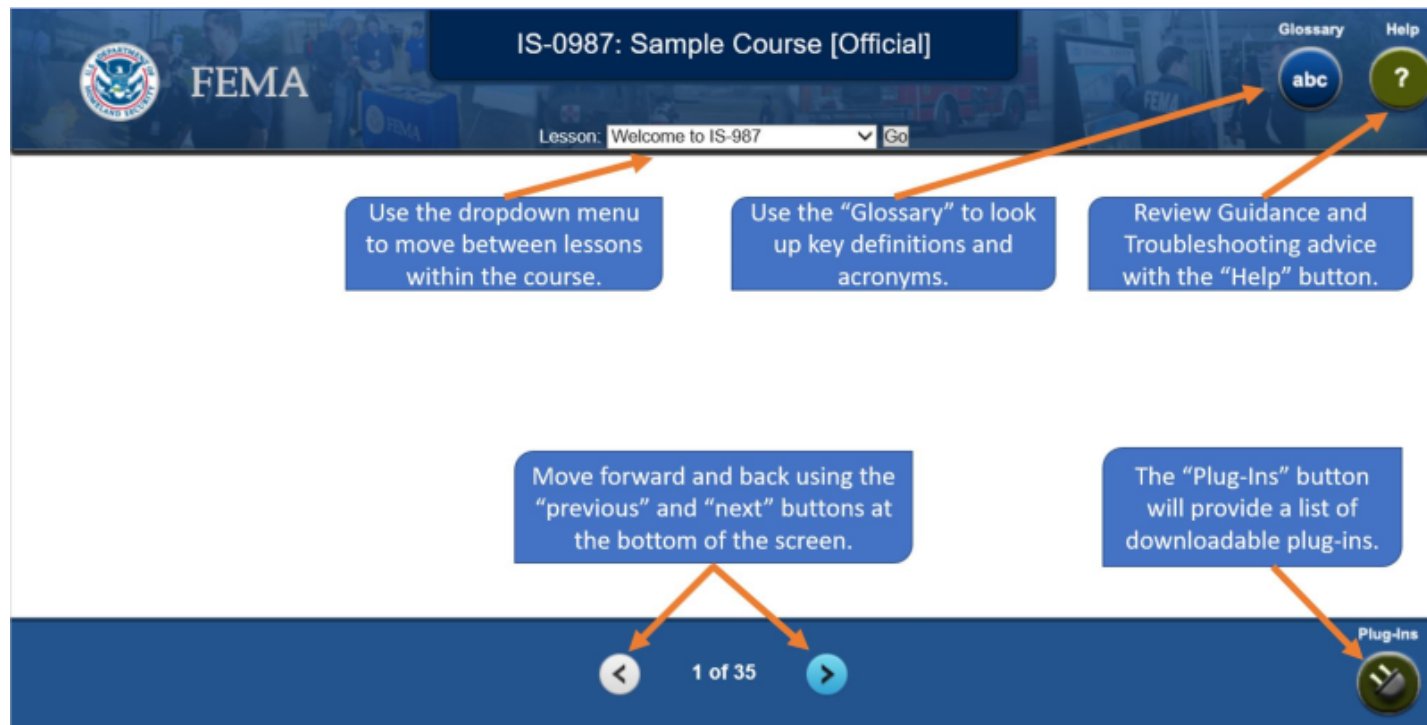 IS-0987: Sample Course [Official]
Glossary
Help
FEMA
abc
?
FEMA
FEMA
Lesson: Welcome to IS-987 Go
Use the dropdown menu
to move between lessons
within the course.
Use the “Glossary” to look
up key definitions and
acronyms.
Review Guidance and
Troubleshooting advice
with the “Help” button.
Move forward and back using the
“previous” and “next” buttons at
the bottom of the screen.
The “Plug-Ins” button
will provide a list of
downloadable plug-ins.
Plug-Ins
< 1 of 35 >